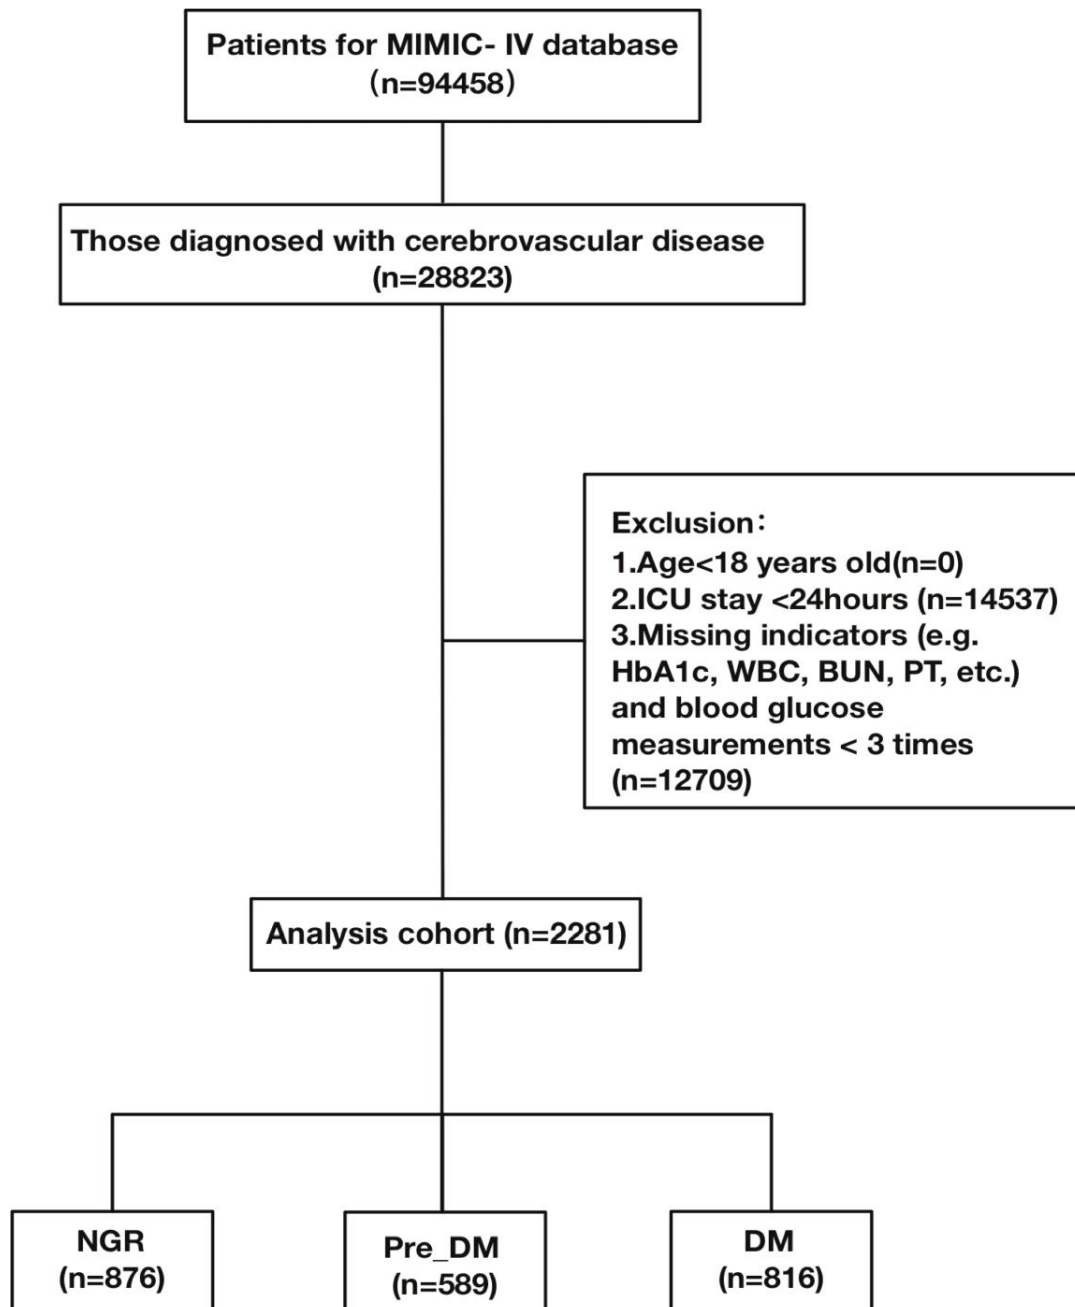 Patients for MIMIC- IV database
(n=94458)
Those diagnosed with cerebrovascular disease
(n=28823)
Exclusion:
1.Age<18 years old(n=0)
2.ICU stay <24hours (n=14537)
3.Missing indicators (e.g.
HbA1c, WBC, BUN, PT, etc.)
and blood glucose
measurements < 3 times
(n=12709)
Analysis cohort (n=2281)
NGR
(n=876)
Pre_DM
(n=589)
DM
(n=816)